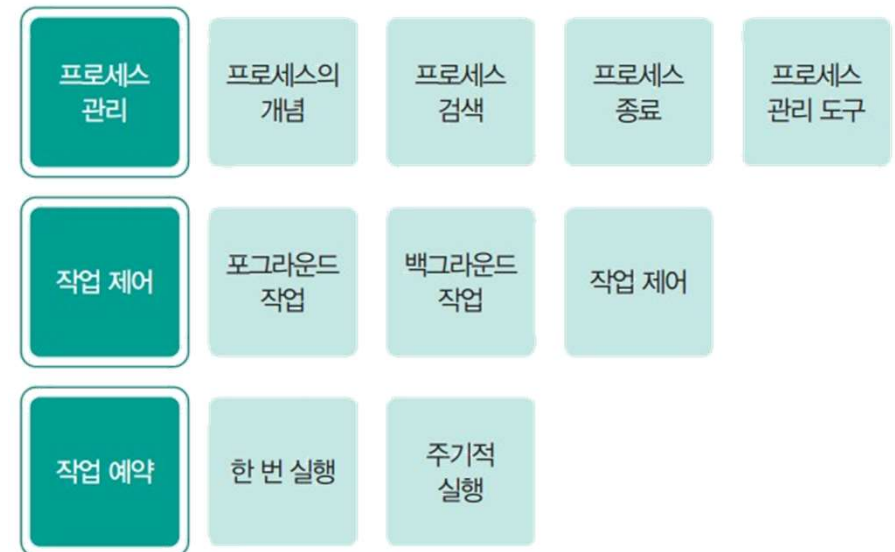 프로세스
관리
프로세스의
개념
프로세스
검색
프로세스
종료
프로세스
관리 도구
작업 제어
포그라운드
작업
백그라운드
작업
작업 제어
작업 예약
한 번 실행
주기적
실행